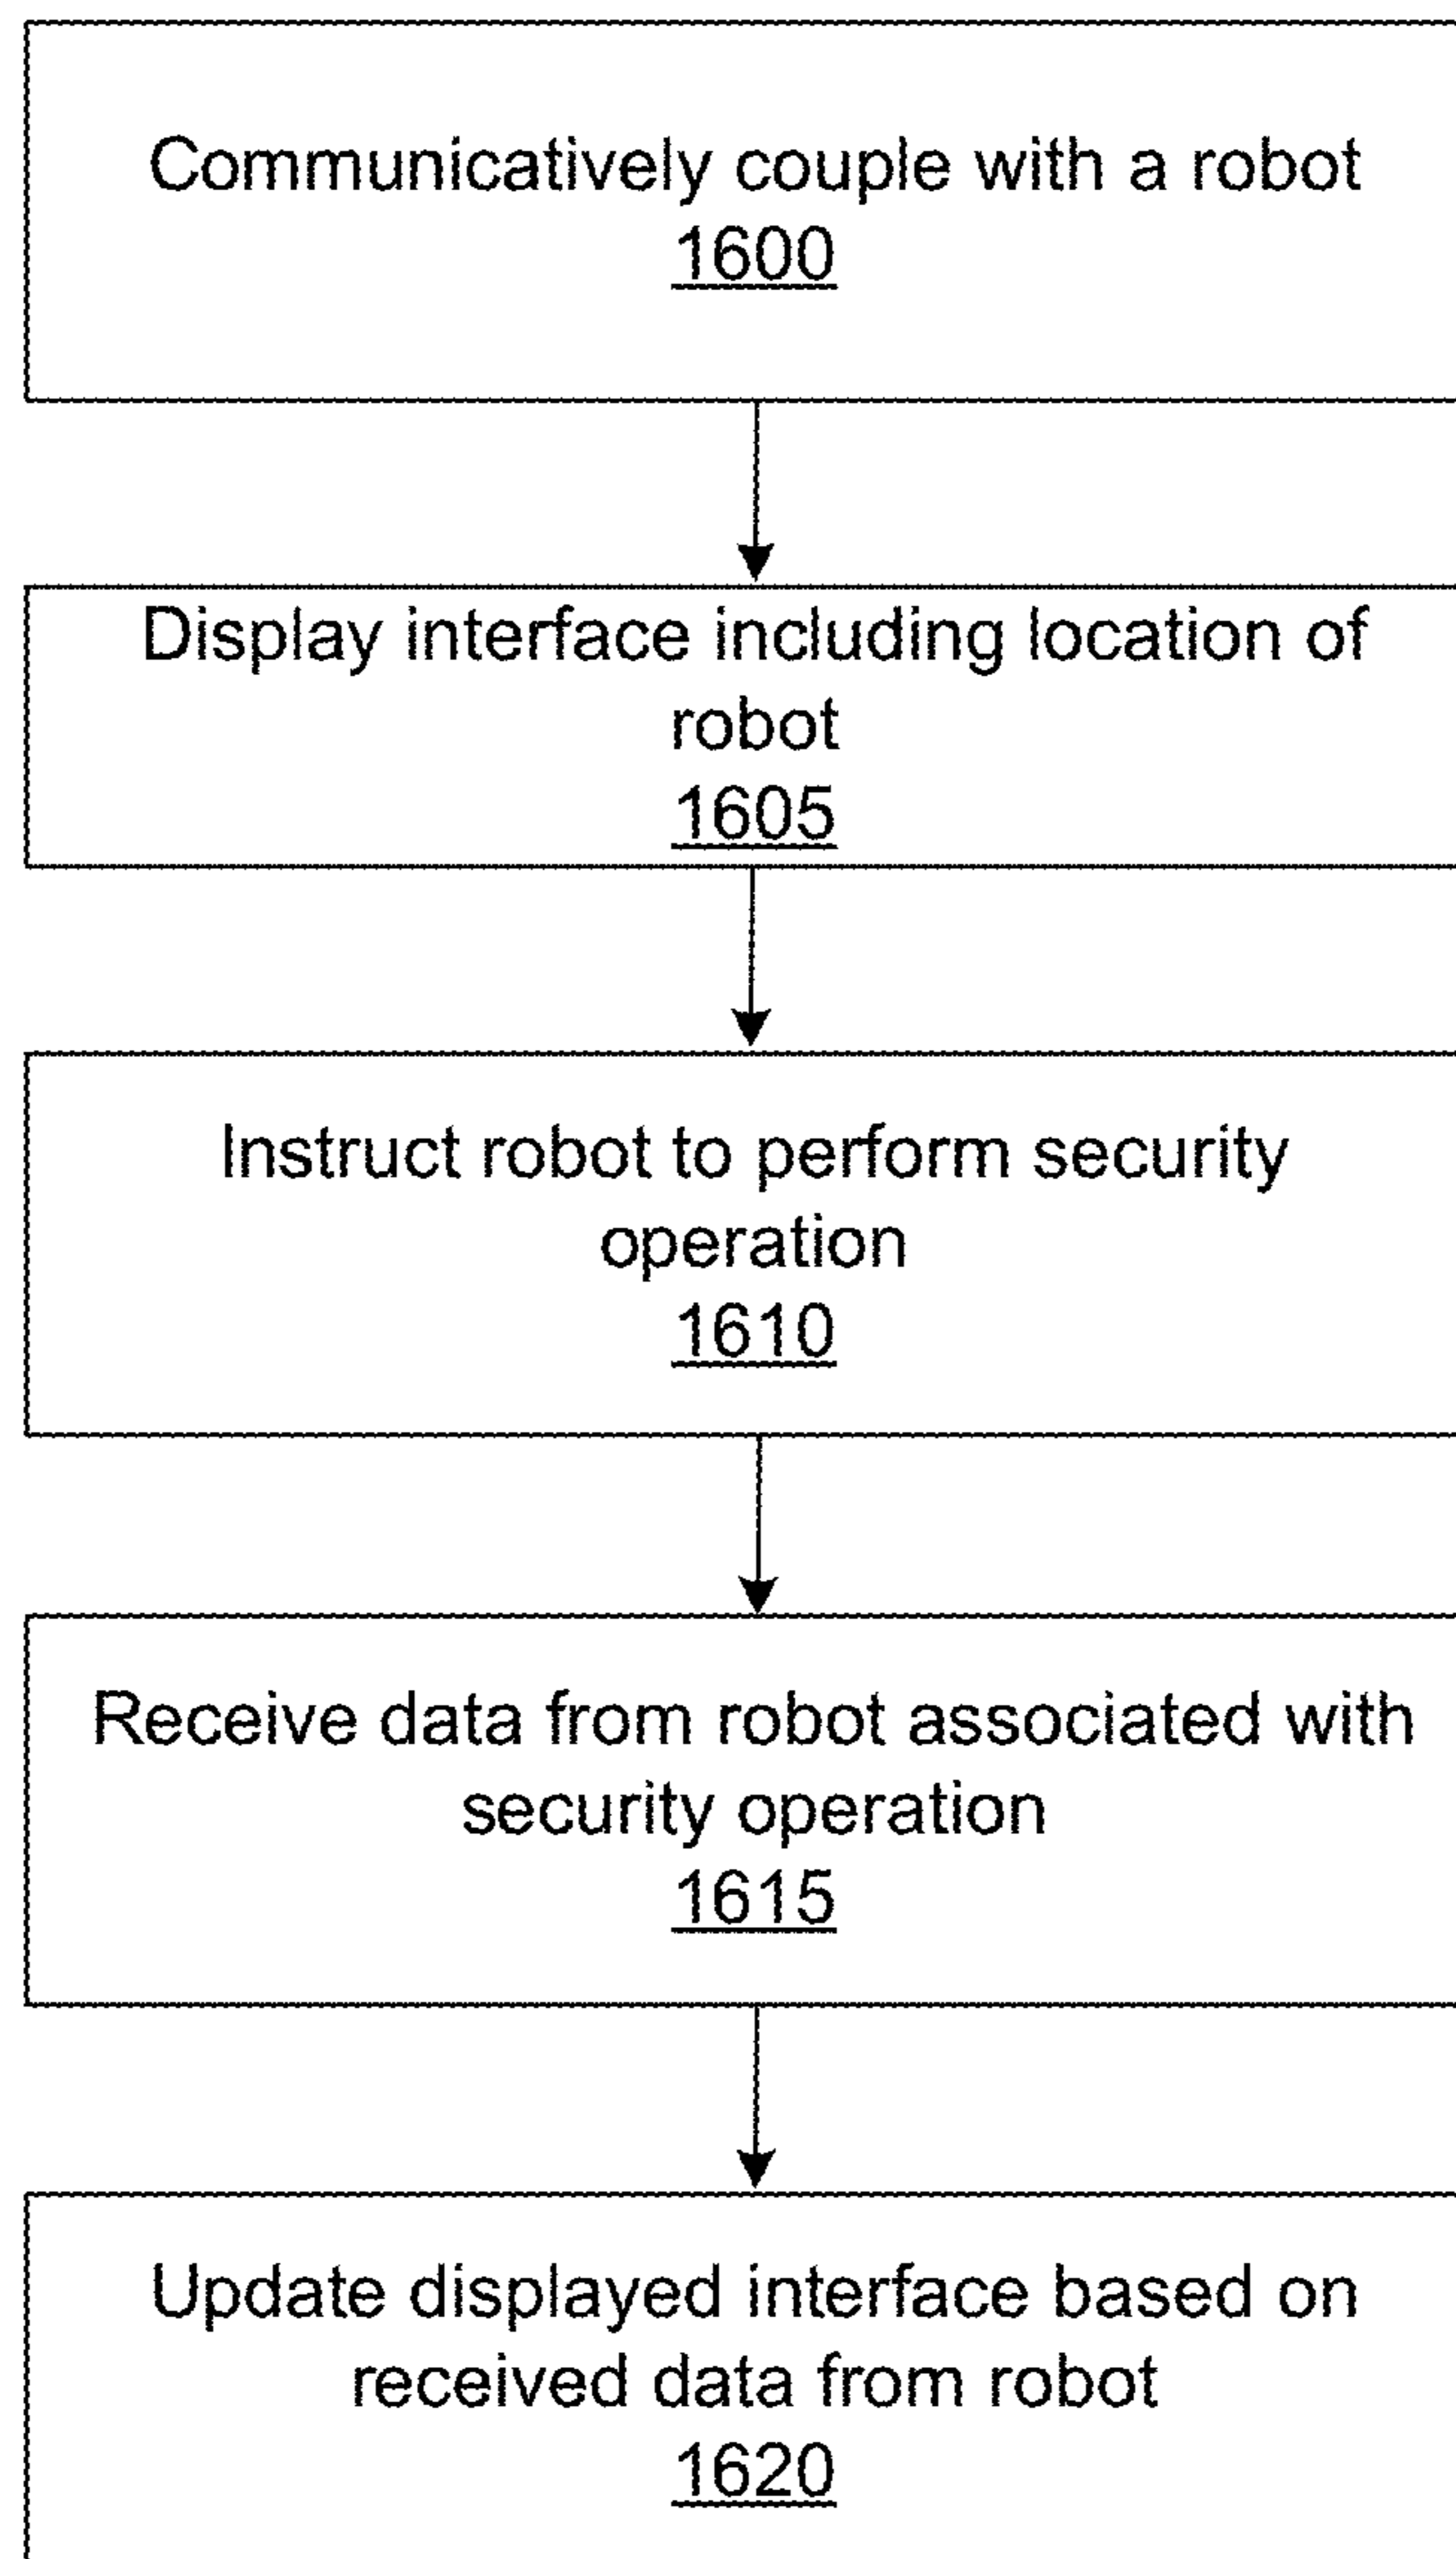 Communicatively couple with a robot
1600
Display interface including location of
robot
1605
Instruct robot to perform security
operation
1610
Receive data from robot associated with
security operation
1615
Update displayed interface based on
received data from robot
1620